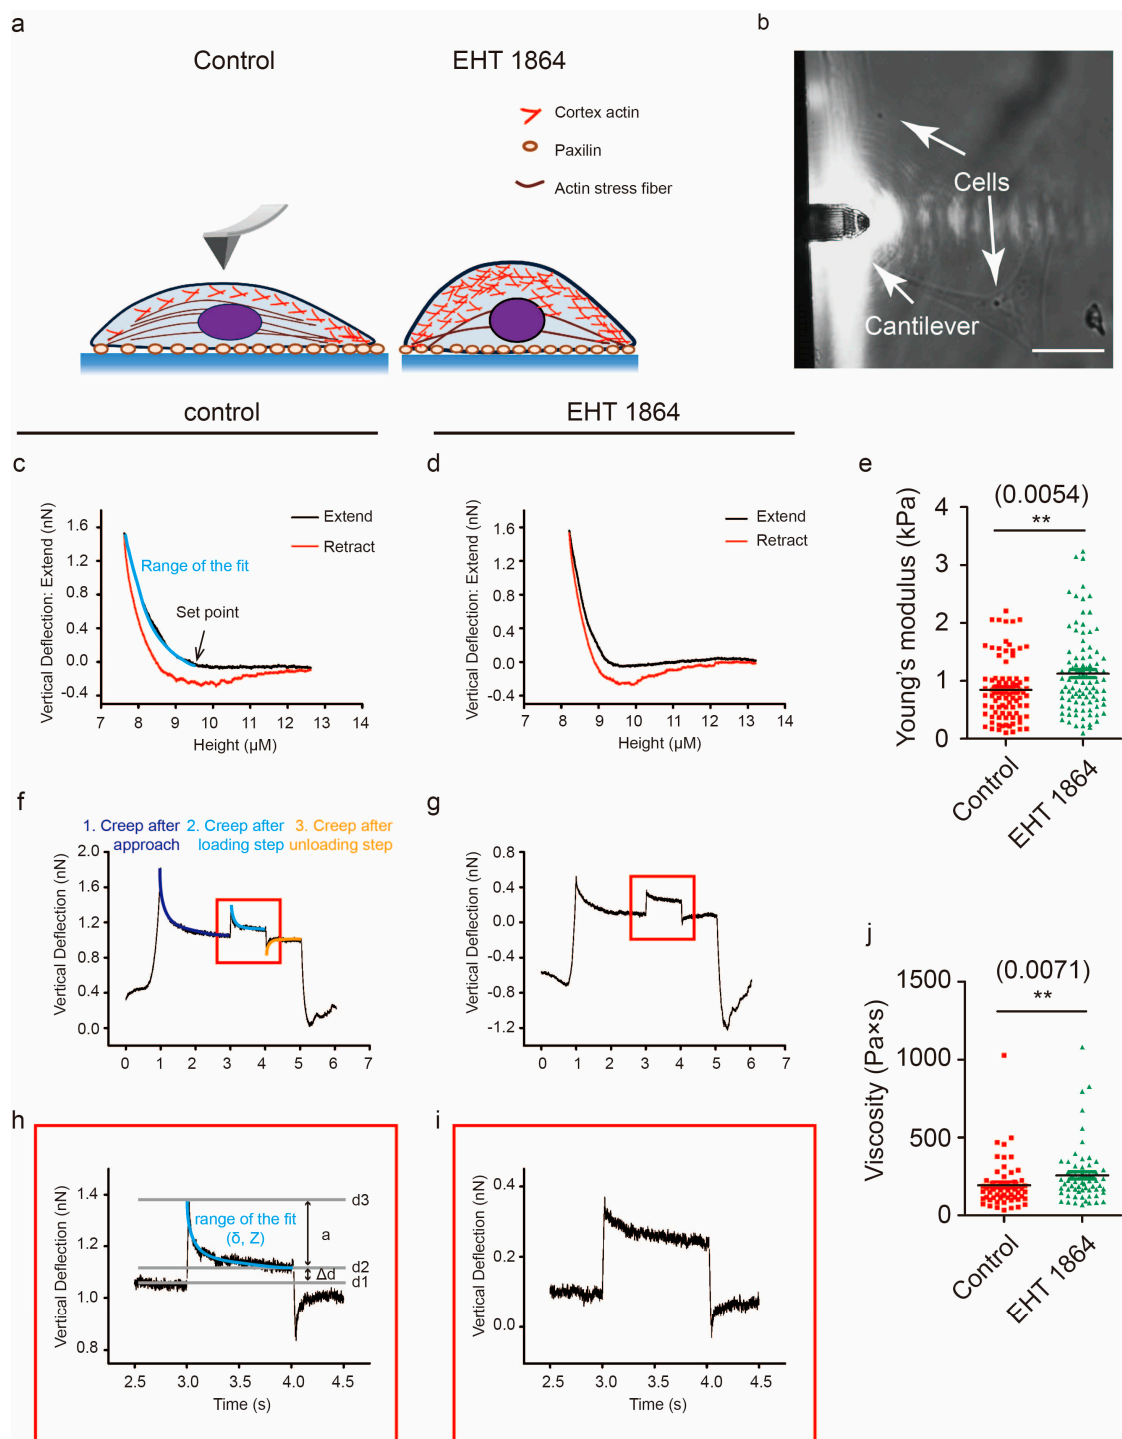 a
Control
EHT 1864
Cortex actin
Paxilin
Actin stress fiber
b
Cells
Cantilever
control
EHT 1864
c
Vertical Deflection: Extend (nN)
1.6
1.2
0.8
0.4
0.0
-0.4
Extend
Retract
Range of the fit
Set point
7 8 9 10 11 12 13 14
Height (µM)
d
Vertical Deflection: Extend (nN)
1.6
1.2
0.8
0.4
0.0
-0.4
Extend
Retract
7 8 9 10 11 12 13 14
Height (µM)
e
(0.0054)
**
Young's modulus (kPa)
4
3
2
1
0
Control
EHT 1864
f
1. Creep after
approach
2. Creep after
loading step
3. Creep after
unloading step
Vertical Deflection (nN)
2.0
1.6
1.2
0.8
0.4
0.0
0 1 2 3 4 5 6 7
g
Vertical Deflection (nN)
0.8
0.4
0.0
-0.4
-0.8
-1.2
0 1 2 3 4 5 6 7
h
Vertical Deflection (nN)
1.4
1.2
1.0
0.8
range of the fit
(δ, Z)
d3
a
d2
Δd
d1
2.5 3.0 3.5 4.0 4.5
Time (s)
i
Vertical Deflection (nN)
0.4
0.2
0.0
2.5 3.0 3.5 4.0 4.5
Time (s)
j
(0.0071)
**
Viscosity (Pa×s)
1500
1000
500
0
Control
EHT 1864